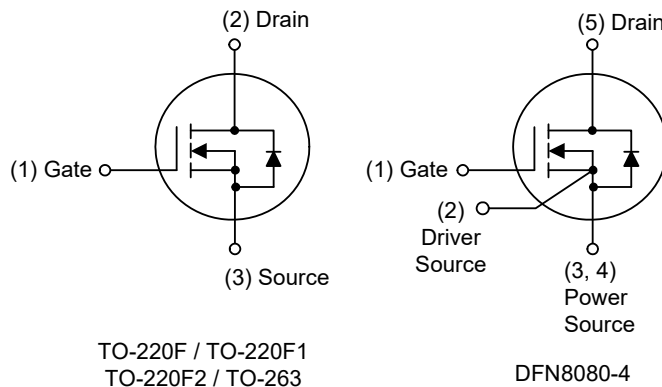 (2) Drain
(1) Gate
(3) Source
TO-220F / TO-220F1
TO-220F2 / TO-263
(5) Drain
(1) Gate
(2)
Driver
Source
(3, 4)
Power
Source
DFN8080-4